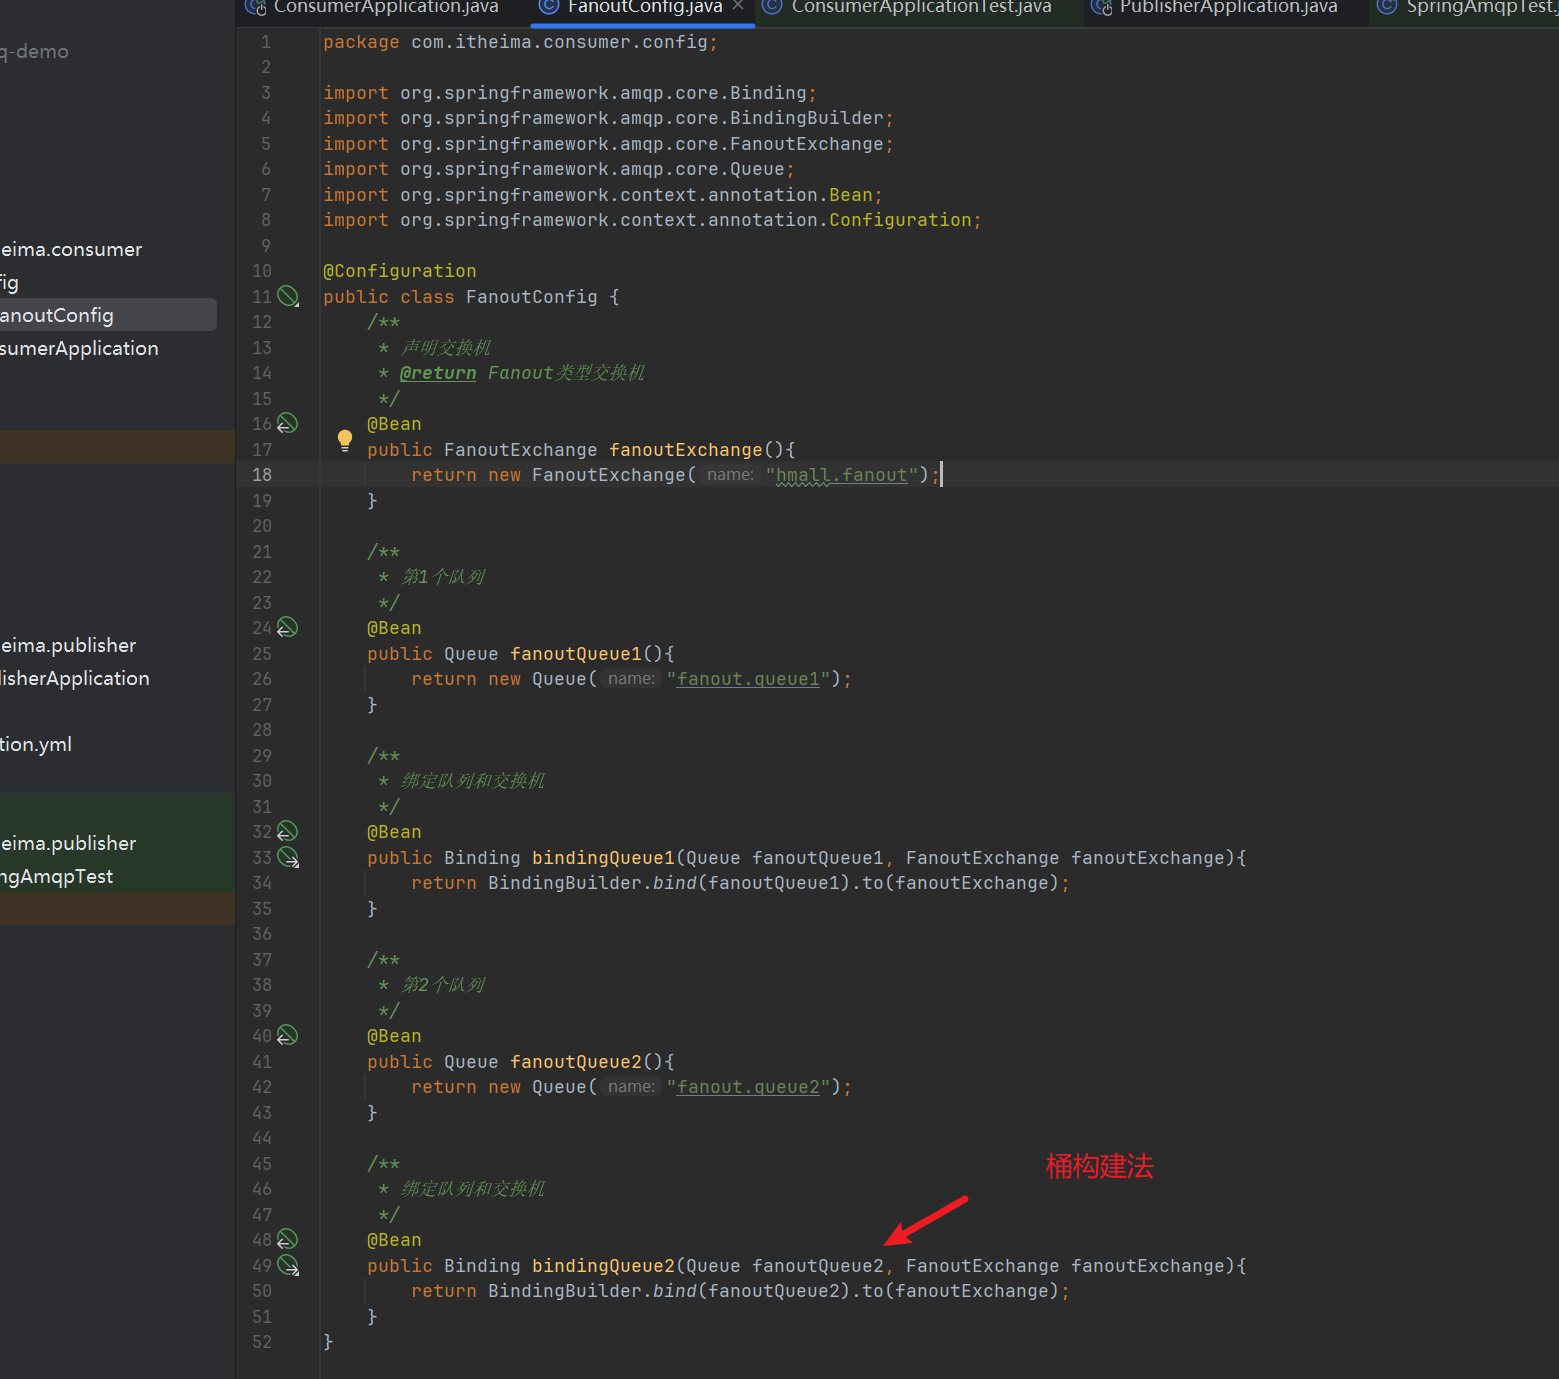 ConsumerApplication.java
FanoutConfig.java
ConsumerApplicationTest.java
PublisherApplication.java
SpringAmqpTest.j
q-demo
eima.consumer
fig
anoutConfig
sumerApplication
eima.publisher
lisherApplication
tion.yml
eima.publisher
ngAmqpTest
1 package com.itheima.consumer.config;
2
3 import org.springframework.amqp.core.Binding;
4 import org.springframework.amqp.core.BindingBuilder;
5 import org.springframework.amqp.core.FanoutExchange;
6 import org.springframework.amqp.core.Queue;
7 import org.springframework.context.annotation.Bean;
8 import org.springframework.context.annotation.Configuration;
9
10 @Configuration
11 public class FanoutConfig {
12 /**
13 * 声明交换机
14 * @return Fanout类型交换机
15 */
16 @Bean
17 public FanoutExchange fanoutExchange(){
18 return new FanoutExchange( name: "hmall.fanout");
19 }
20
21 /**
22 * 第1个队列
23 */
24 @Bean
25 public Queue fanoutQueue1(){
26 return new Queue( name: "fanout.queue1");
27 }
28
29 /**
30 * 绑定队列和交换机
31 */
32 @Bean
33 public Binding bindingQueue1(Queue fanoutQueue1, FanoutExchange fanoutExchange){
34 return BindingBuilder.bind(fanoutQueue1).to(fanoutExchange);
35 }
36
37 /**
38 * 第2个队列
39 */
40 @Bean
41 public Queue fanoutQueue2(){
42 return new Queue( name: "fanout.queue2");
43 }
44
45 /**
桶构建法
46 * 绑定队列和交换机
47 */
48 @Bean
49 public Binding bindingQueue2(Queue fanoutQueue2, FanoutExchange fanoutExchange){
50 return BindingBuilder.bind(fanoutQueue2).to(fanoutExchange);
51 }
52 }